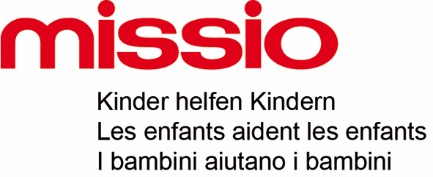 missio
Kinder helfen Kindern
Les enfants aident les enfants
I bambini aiutano i bambini